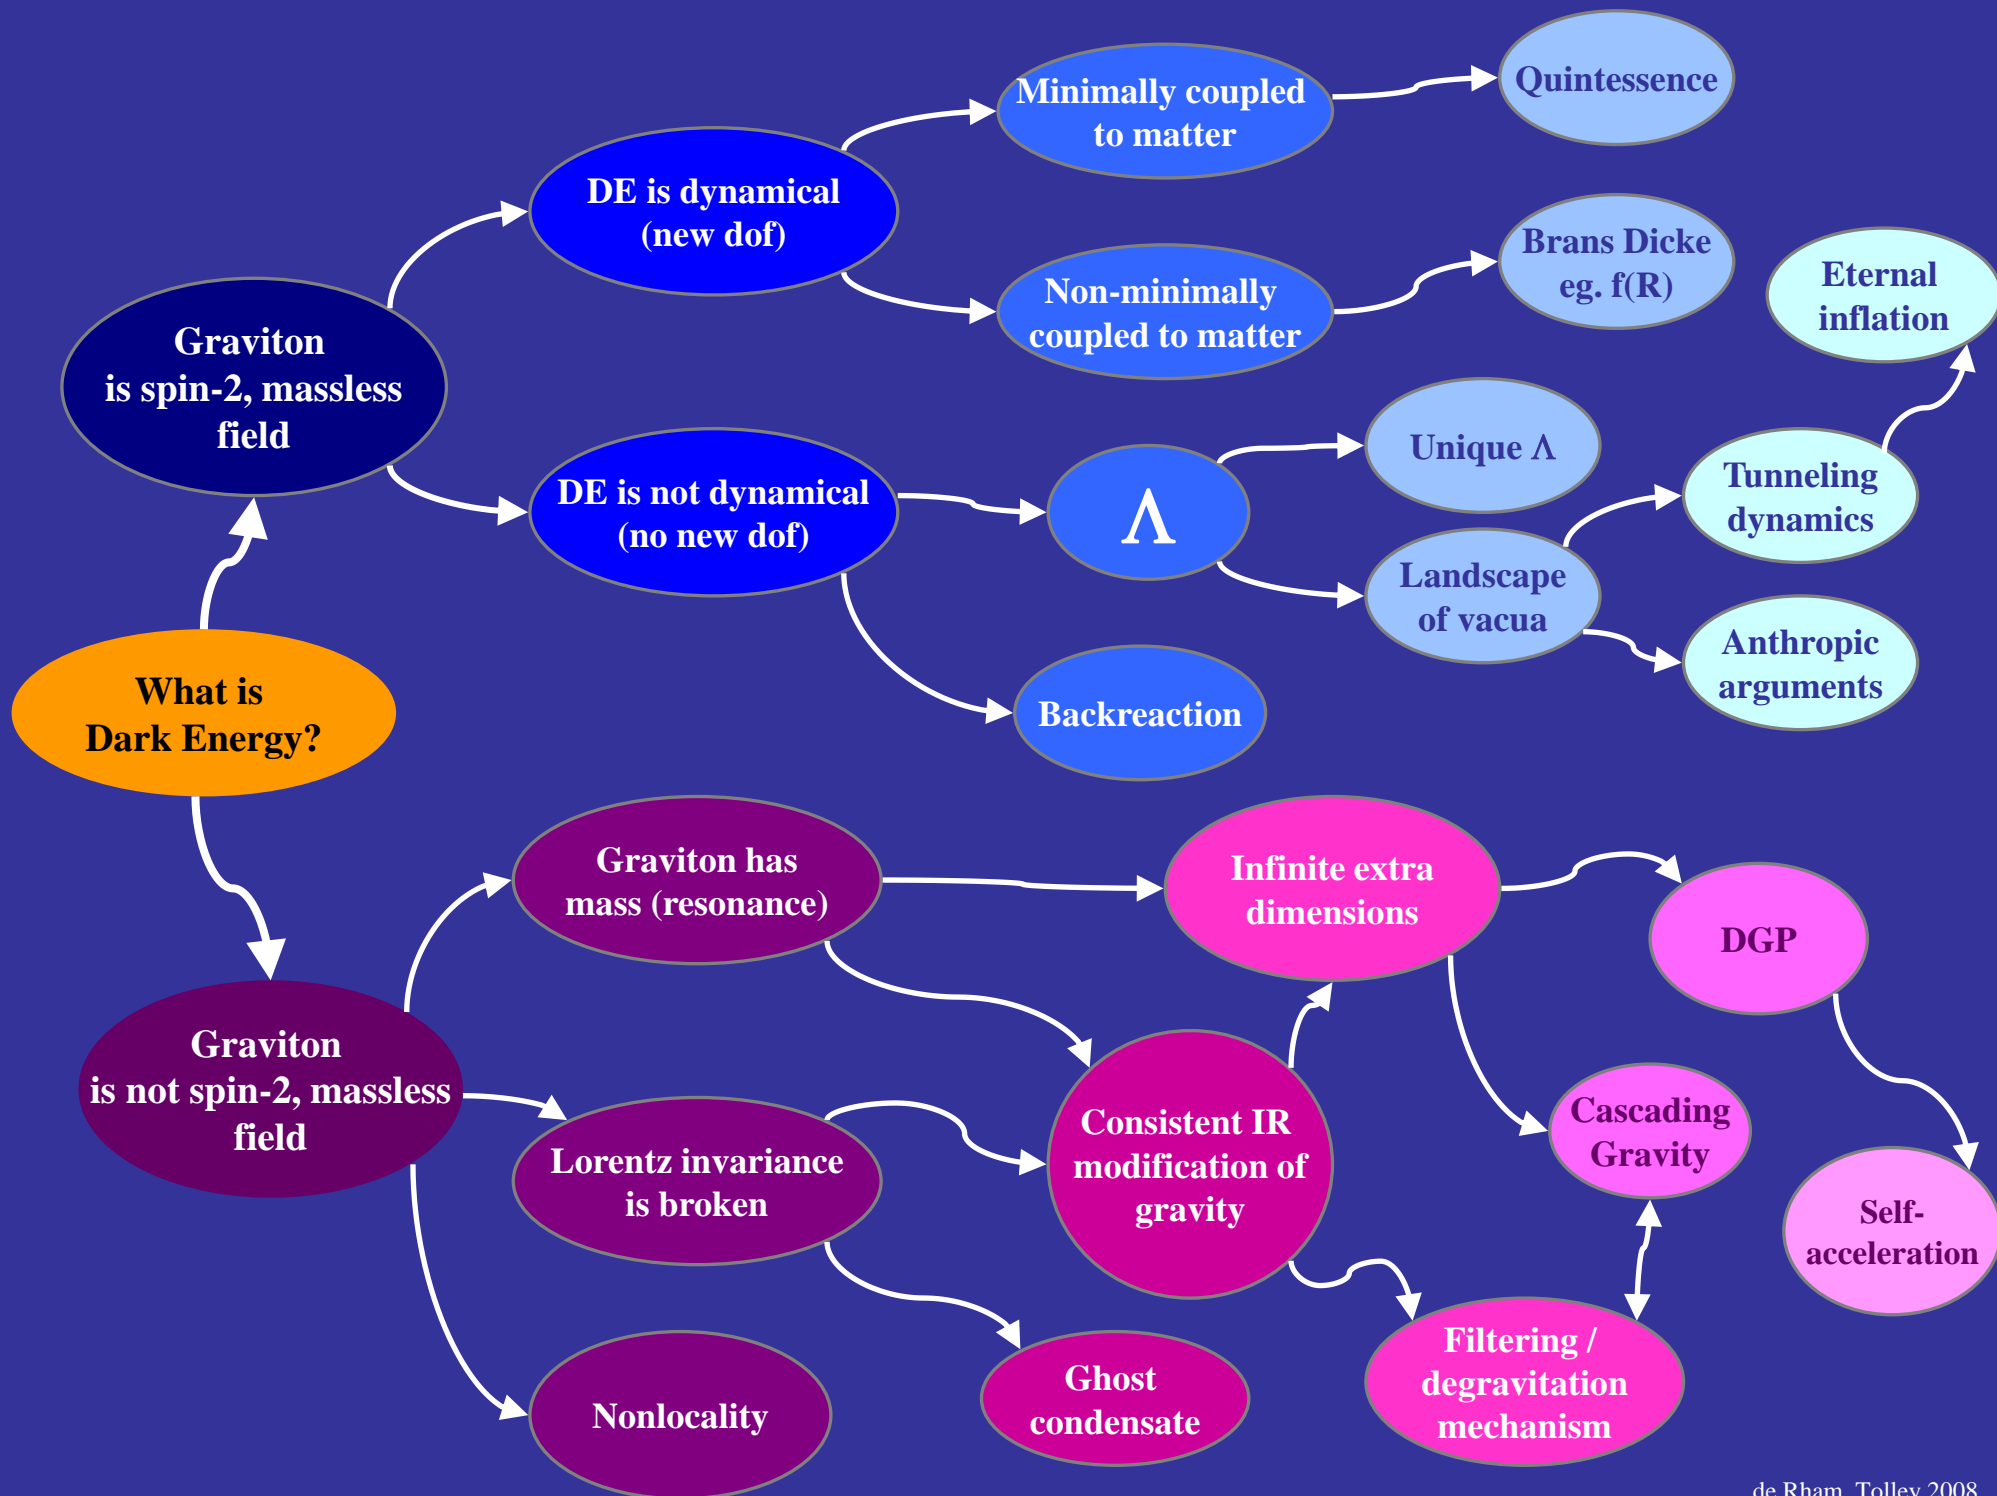 What is
Dark Energy?
Graviton
is spin-2, massless
field
DE is dynamical
(new dof)
Minimally coupled
to matter
Quintessence
Non-minimally
coupled to matter
Brans Dicke
eg. f(R)
DE is not dynamical
(no new dof)
Λ
Unique Λ
Landscape
of vacua
Tunneling
dynamics
Eternal
inflation
Anthropic
arguments
Backreaction
Graviton
is not spin-2, massless
field
Graviton has
mass (resonance)
Infinite extra
dimensions
DGP
Self-
acceleration
Cascading
Gravity
Lorentz invariance
is broken
Consistent IR
modification of
gravity
Filtering /
degravitation
mechanism
Ghost
condensate
Nonlocality
de Rham, Tolley 2008